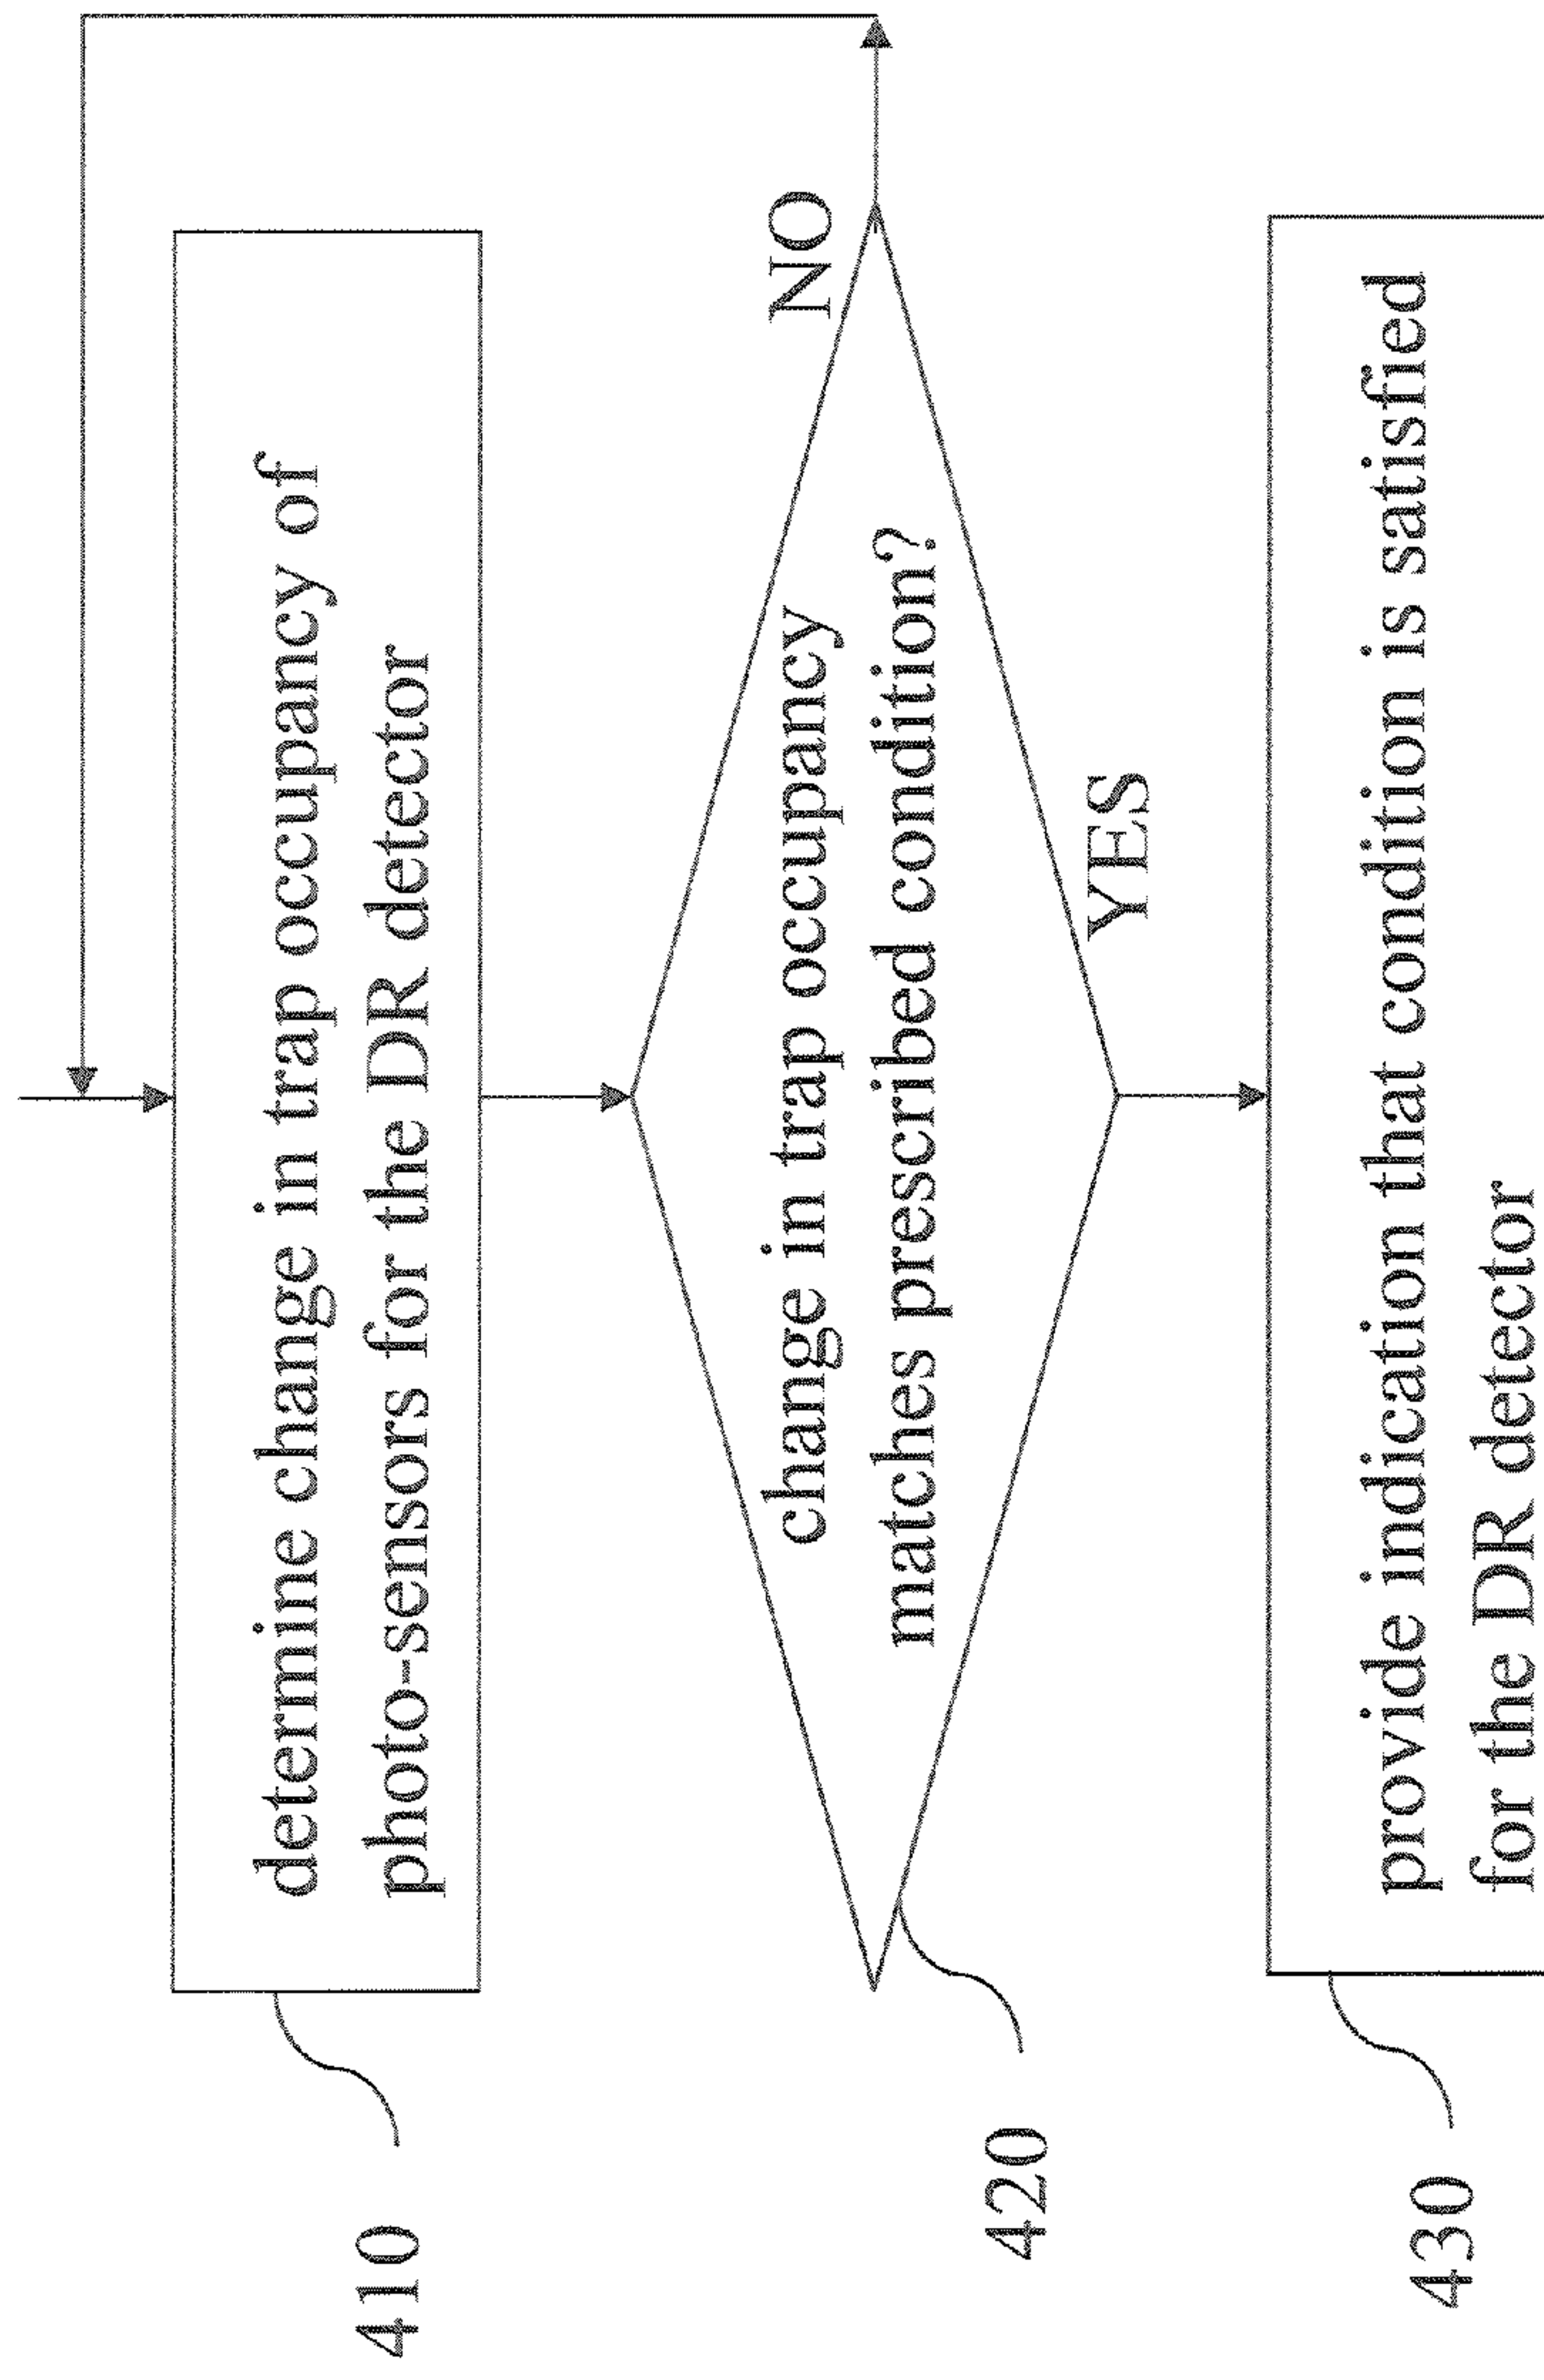 410
determine change in trap occupancy of
photo-sensors for the DR detector
420
change in trap occupancy
matches prescribed condition?
NO
YES
430
provide indication that condition is satisfied
for the DR detector